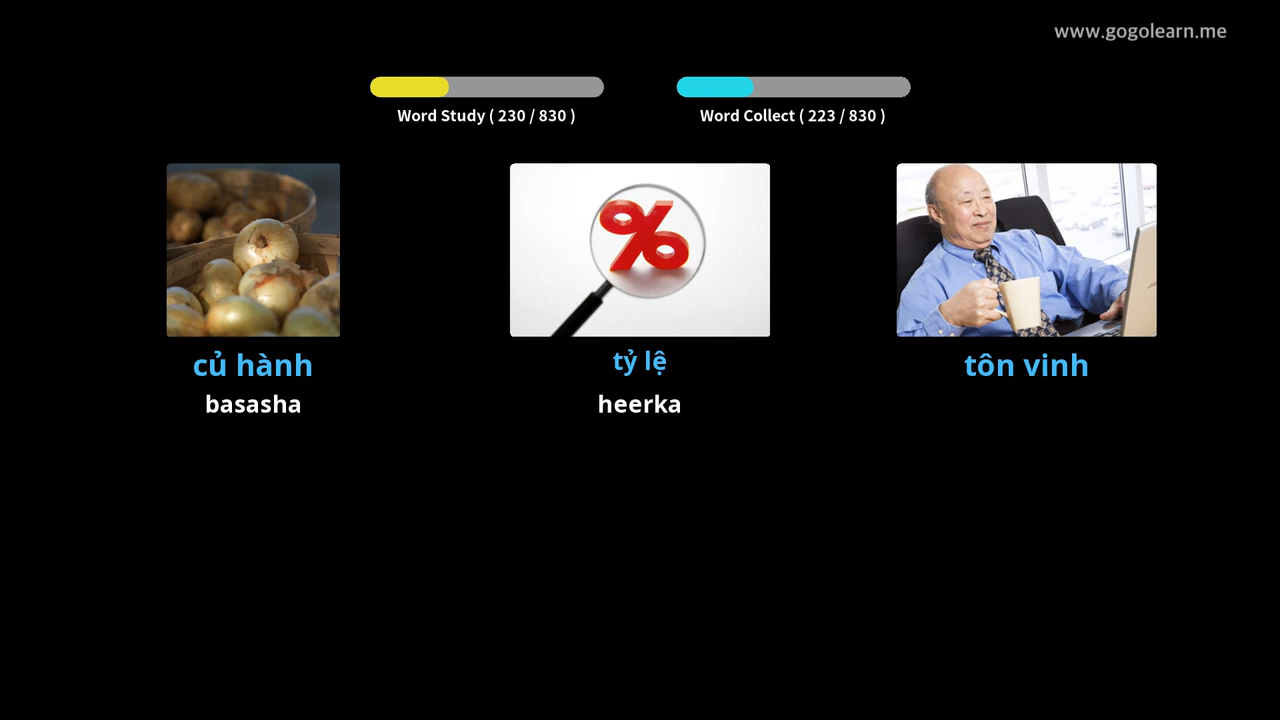 www.gogolearn.me
Word Study ( 230 / 830 )
Word Collect ( 223 / 830 )
củ hành
tỷ lệ
tôn vinh
basasha
heerka